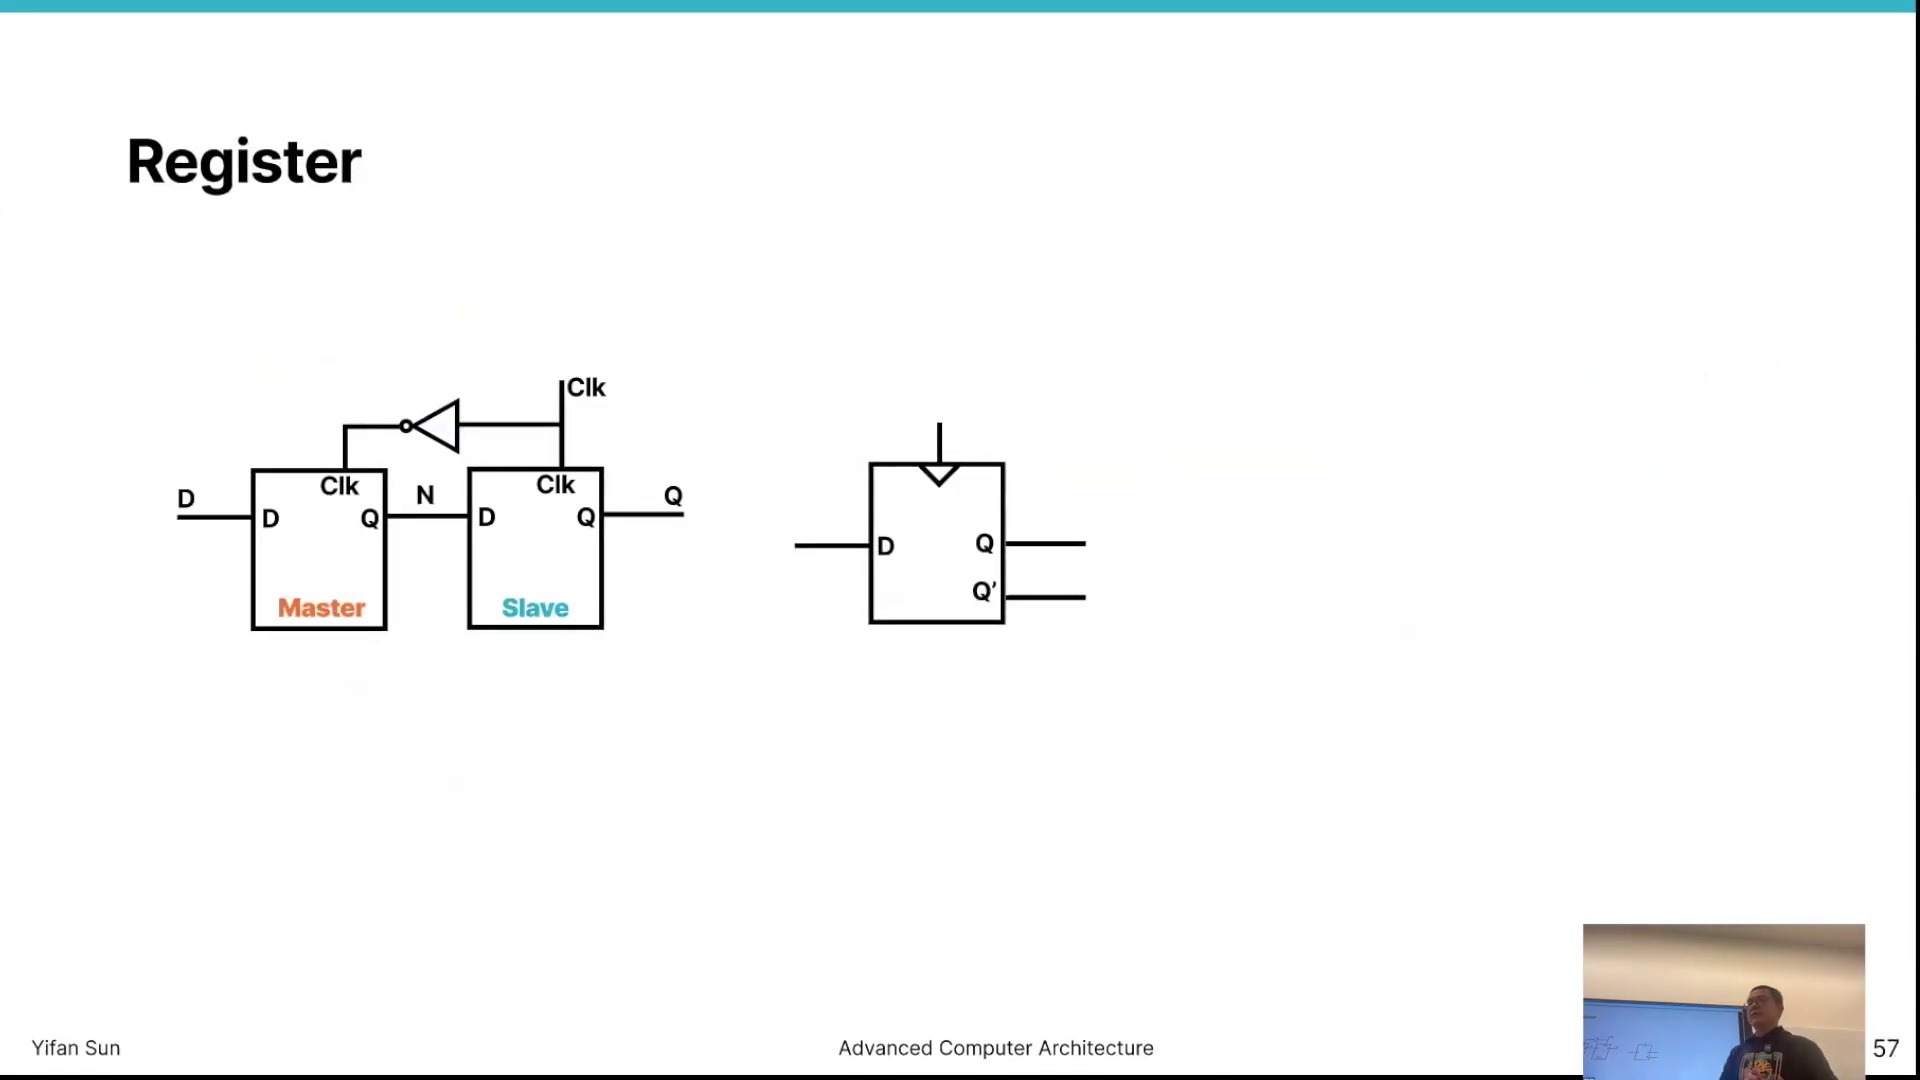 Register
Clk
Clk
Clk
D
N
Q
D
Q
D
Q
Master
Slave
D
Q
Q’
Yifan Sun
Advanced Computer Architecture
57